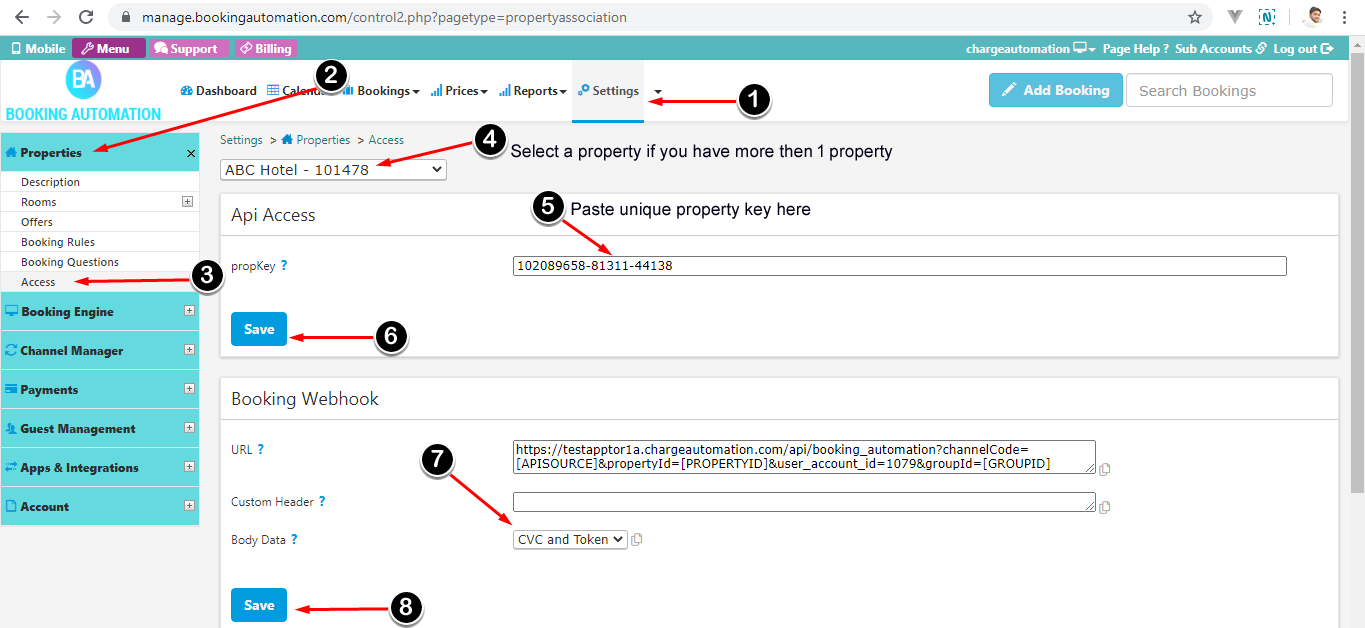 manage.bookingautomation.com/control2.php?pagetype=propertyassociation
Mobile Menu Support Billing chargeautomation Page Help ? Sub Accounts Log out
BA
BOOKING AUTOMATION
Dashboard Bookings Prices Reports Settings
Add Booking Search Bookings
2
1
Properties ×
Description
Rooms
Offers
Booking Rules
Booking Questions
Access
3
Booking Engine
Channel Manager
Payments
Guest Management
Apps & Integrations
Account
Settings > Properties > Access
4
Select a property if you have more then 1 property
ABC Hotel - 101478
Api Access
5 Paste unique property key here
propKey ? 102089658-81311-44138
Save
6
Booking Webhook
URL ? https://testapptor1a.chargeautomation.com/api/booking_automation?channelCode=
[APISOURCE]&propertyId=[PROPERTYID]&user_account_id=1079&groupId=[GROUPID]
7
Custom Header ?
Body Data ? CVC and Token
Save
8